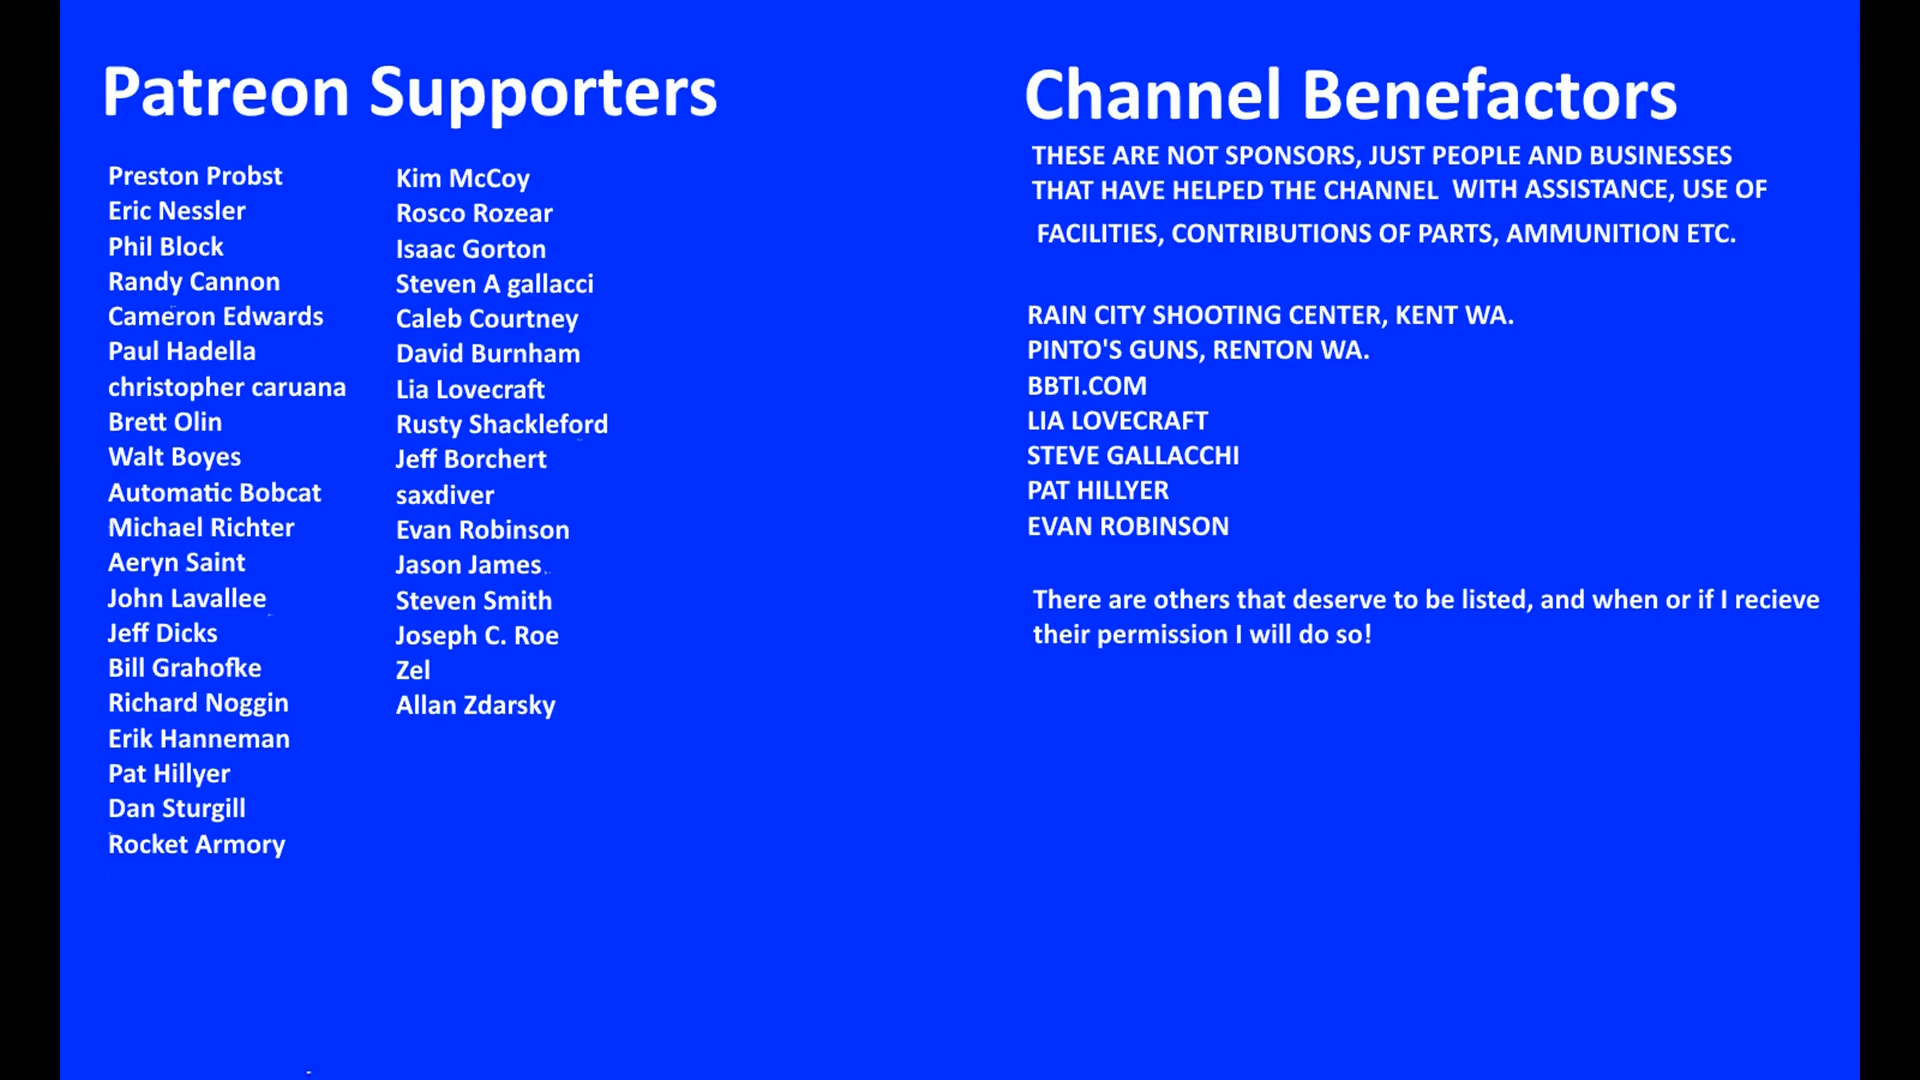 Patreon Supporters
Preston Probst
Eric Nessler
Phil Block
Randy Cannon
Cameron Edwards
Paul Hadella
christopher caruana
Brett Olin
Walt Boyes
Automatic Bobcat
Michael Richter
Aeryn Saint
John Lavallee
Jeff Dicks
Bill Grahofke
Richard Noggin
Erik Hanneman
Pat Hillyer
Dan Sturgill
Rocket Armory
Kim McCoy
Rosco Rozear
Isaac Gorton
Steven A gallacci
Caleb Courtney
David Burnham
Lia Lovecraft
Rusty Shackleford
Jeff Borchert
saxdiver
Evan Robinson
Jason James
Steven Smith
Joseph C. Roe
Zel
Allan Zdarsky
Channel Benefactors
THESE ARE NOT SPONSORS, JUST PEOPLE AND BUSINESSES
THAT HAVE HELPED THE CHANNEL WITH ASSISTANCE, USE OF
FACILITIES, CONTRIBUTIONS OF PARTS, AMMUNITION ETC.
RAIN CITY SHOOTING CENTER, KENT WA.
PINTO'S GUNS, RENTON WA.
BBTI.COM
LIA LOVECRAFT
STEVE GALLACCHI
PAT HILLYER
EVAN ROBINSON
There are others that deserve to be listed, and when or if I recieve
their permission I will do so!